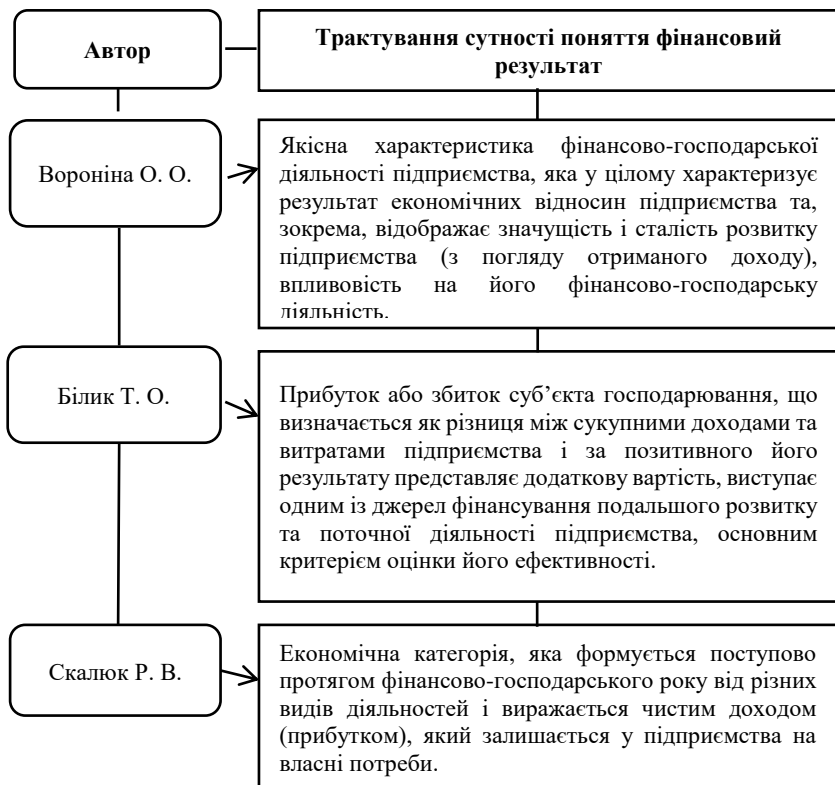 Автор
Трактування сутності поняття фінансовий
результат
Вороніна О. О.
Якісна характеристика фінансово-господарської
діяльності підприємства, яка у цілому характеризує
результат економічних відносин підприємства та,
зокрема, відображає значущість і сталість розвитку
підприємства (з погляду отриманого доходу),
впливовість на його фінансово-господарську
діяльність.
Білик Т. О.
Прибуток або збиток суб’єкта господарювання, що
визначається як різниця між сукупними доходами та
витратами підприємства і за позитивного його
результату представляє додаткову вартість, виступає
одним із джерел фінансування подальшого розвитку
та поточної діяльності підприємства, основним
критерієм оцінки його ефективності.
Скалюк Р. В.
Економічна категорія, яка формується поступово
протягом фінансово-господарського року від різних
видів діяльностей і виражається чистим доходом
(прибутком), який залишається у підприємства на
власні потреби.